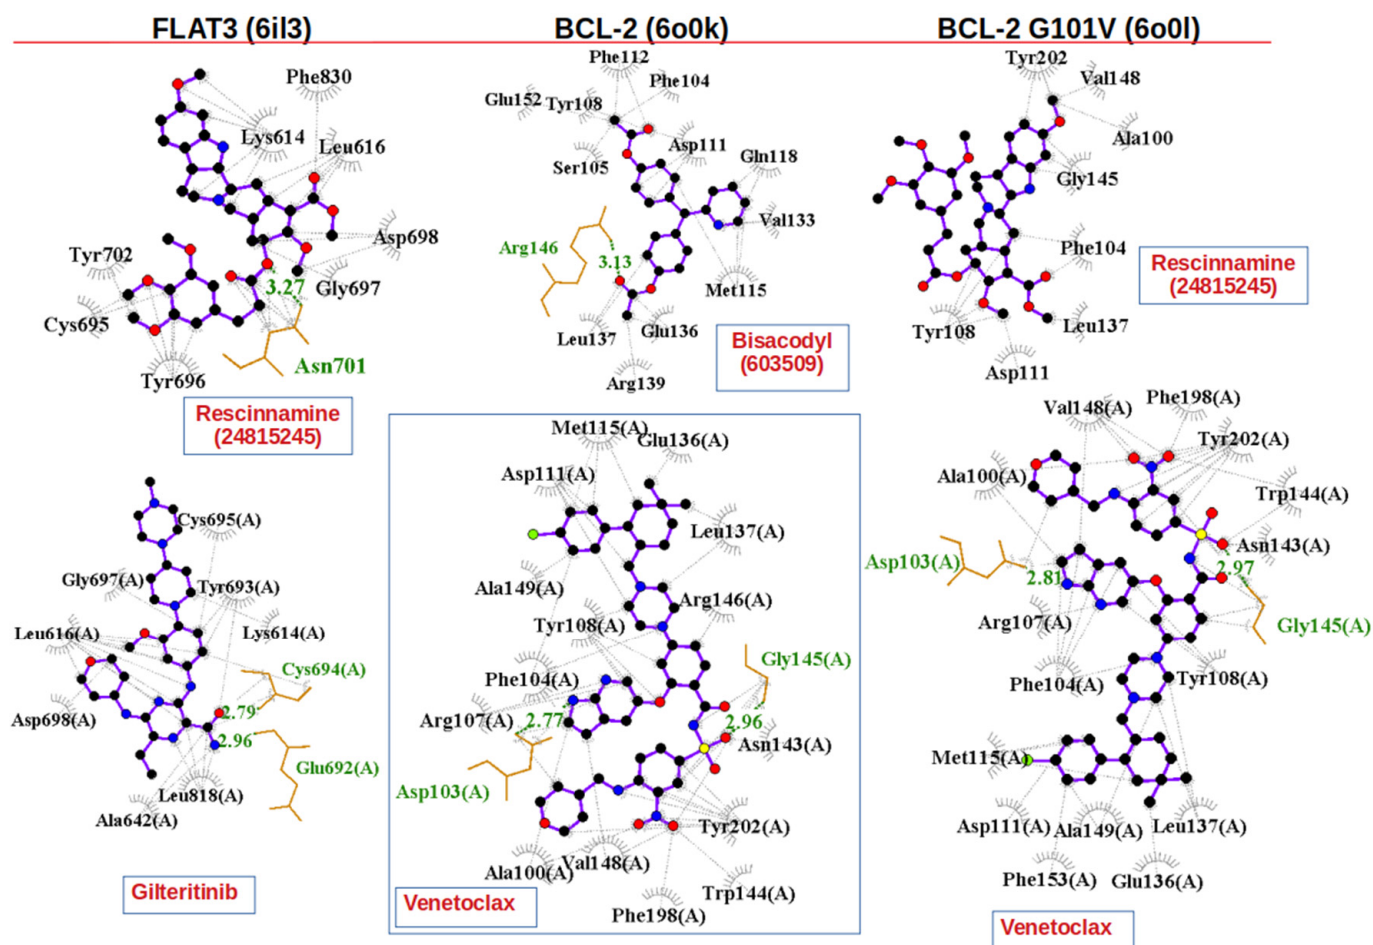 FLAT3 (6il3)
BCL-2 (6o0k)
BCL-2 G101V (6o0l)
Phe830
Lys614
Leu616
Asp698
Gly697
Tyr702
3.27
Cys695
Asn701
Tyr696
Rescinnamine
(24815245)
Phe112
Phe104
Glu152
Tyr108
Asp111
Ser105
Gln118
Val133
Arg146
3.13
Met115
Glu136
Leu137
Arg139
Bisacodyl
(603509)
Tyr202
Val148
Ala100
Gly145
Phe104
Rescinnamine
(24815245)
Leu137
Tyr108
Asp111
Cys695(A)
Gly697(A)
Tyr693(A)
Leu616(A)
Lys614(A)
Cys694(A)
Asp698(A)
2.79
2.96
Glu692(A)
Leu818(A)
Ala642(A)
Gilteritinib
Met115(A)
Glu136(A)
Asp111(A)
Leu137(A)
Ala149(A)
Arg146(A)
Tyr108(A)
Gly145(A)
Phe104(A)
Arg107(A)
2.77
2.96
Asn143(A)
Asp103(A)
Tyr202(A)
Ala100(A)
Val148(A)
Trp144(A)
Phe198(A)
Venetoclax
Val148(A)
Phe198(A)
Tyr202(A)
Ala100(A)
Trp144(A)
Asn143(A)
Asp103(A)
2.81
2.97
Arg107(A)
Gly145(A)
Phe104(A)
Tyr108(A)
Met115(A)
Asp111(A)
Ala149(A)
Leu137(A)
Phe153(A)
Glu136(A)
Venetoclax